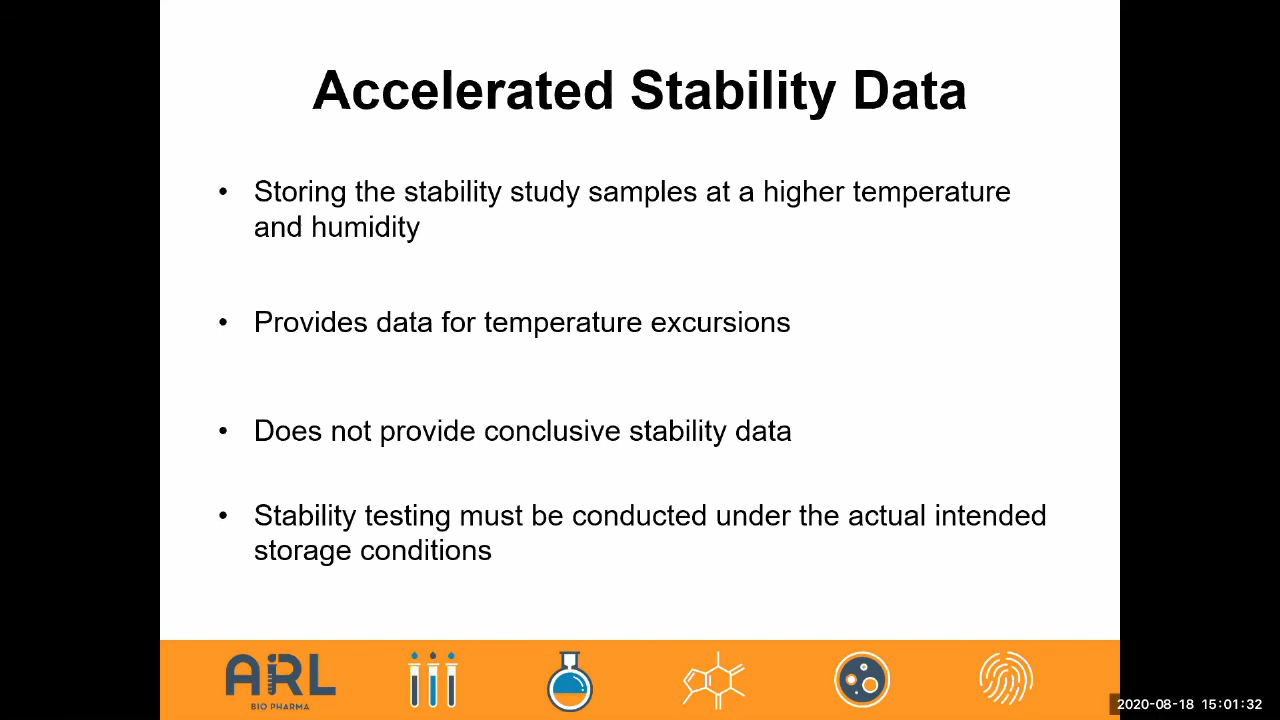 Accelerated Stability Data
• Storing the stability study samples at a higher temperature
and humidity
• Provides data for temperature excursions
• Does not provide conclusive stability data
• Stability testing must be conducted under the actual intended
storage conditions
ARL
BIO PHARMA
2020-08-18 15:01:32